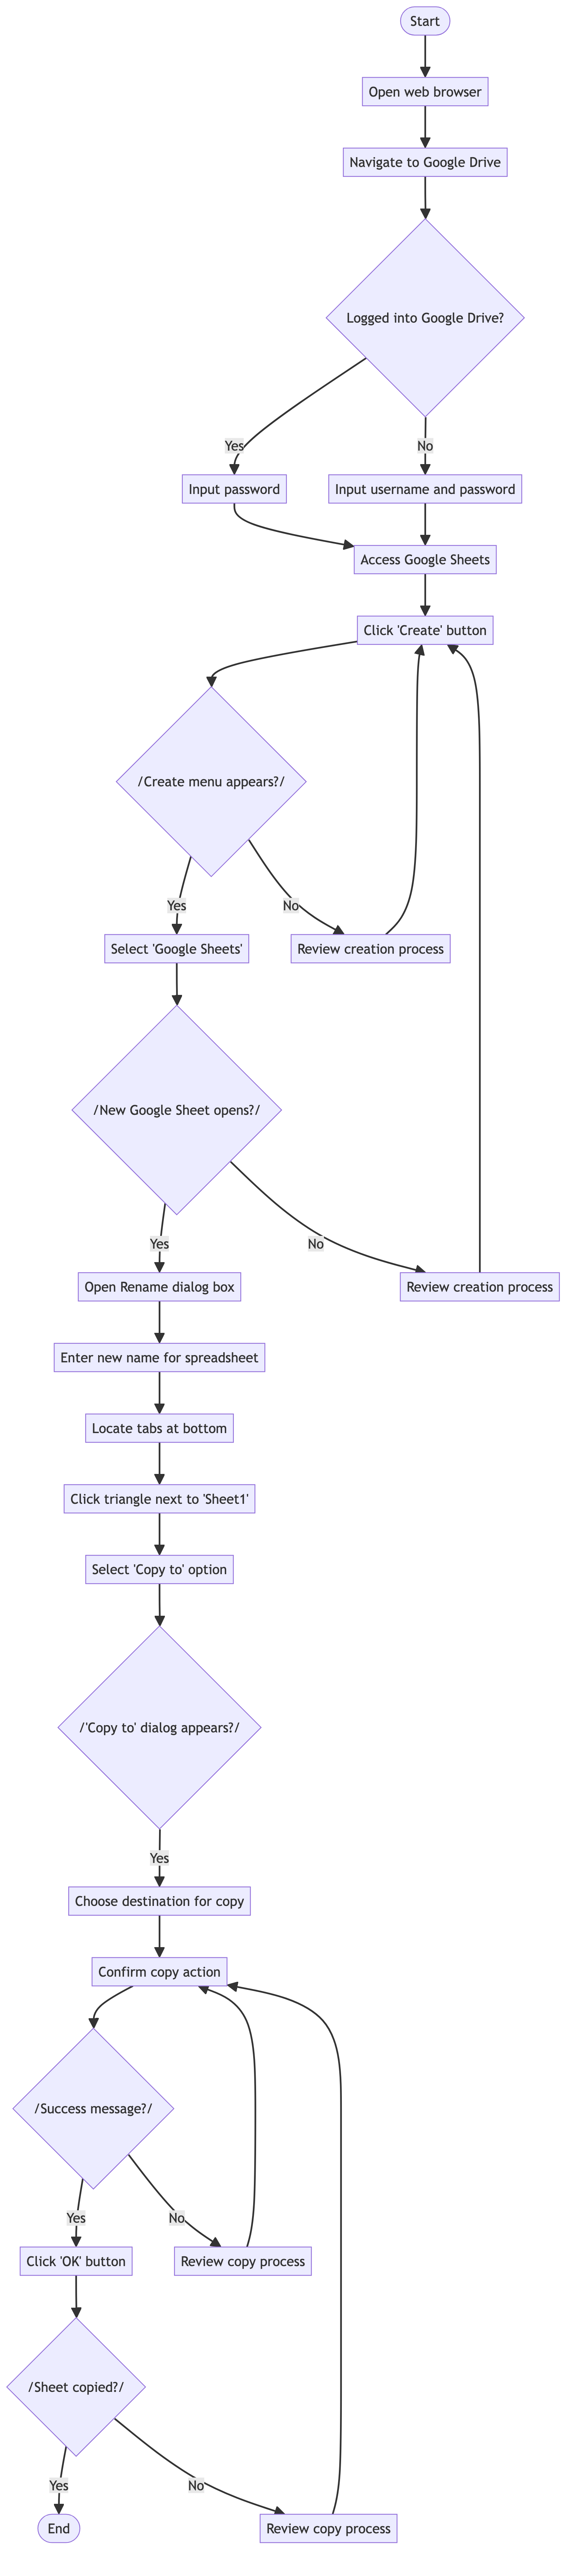 Start
Open web browser
Navigate to Google Drive
Logged into Google Drive?
Yes
No
Input password
Input username and password
Access Google Sheets
Click 'Create' button
/Create menu appears?/
Yes
No
Select 'Google Sheets'
Review creation process
/New Google Sheet opens?/
Yes
No
Open Rename dialog box
Review creation process
Enter new name for spreadsheet
Locate tabs at bottom
Click triangle next to 'Sheet1'
Select 'Copy to' option
/'Copy to' dialog appears?/
Yes
Choose destination for copy
Confirm copy action
/Success message?/
Yes
No
Click 'OK' button
Review copy process
/Sheet copied?/
Yes
No
End
Review copy process